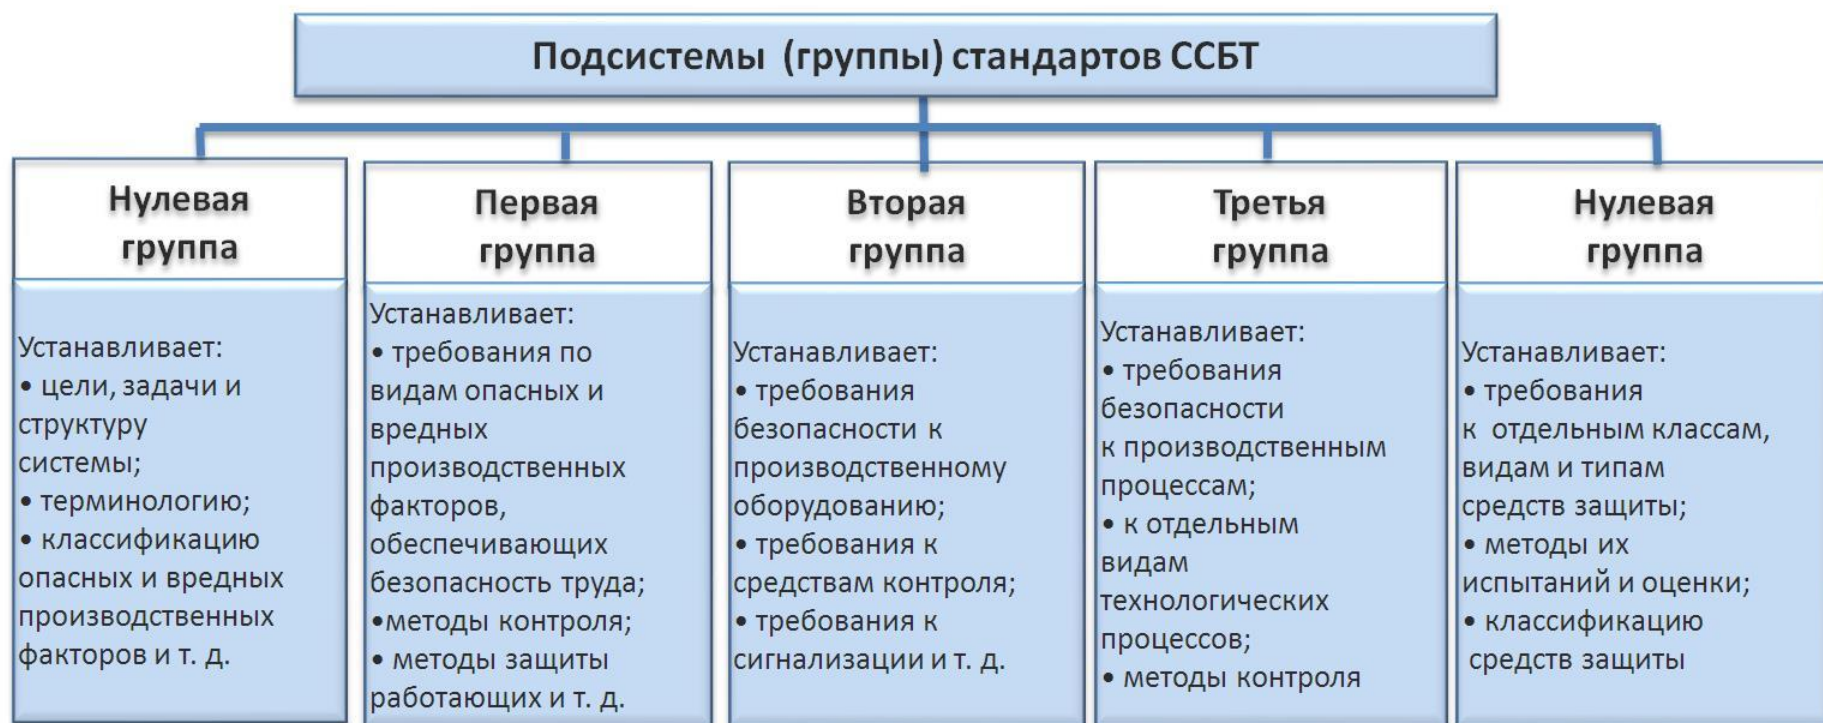 Подсистемы (группы) стандартов ССБТ
Нулевая
группа
Устанавливает:
• цели, задачи и
структуру
системы;
• терминологию;
• классификацию
опасных и вредных
производственных
факторов и т. д.
Первая
группа
Устанавливает:
• требования по
видам опасных и
вредных
производственных
факторов,
обеспечивающих
безопасность труда;
•методы контроля;
• методы защиты
работающих и т. д.
Вторая
группа
Устанавливает:
• требования
безопасности к
производственному
оборудованию;
• требования к
средствам контроля;
• требования к
сигнализации и т. д.
Третья
группа
Устанавливает:
• требования
безопасности
к производственным
процессам;
• к отдельным
видам
технологических
процессов;
• методы контроля
Нулевая
группа
Устанавливает:
• требования
к отдельным классам,
видам и типам
средств защиты;
• методы их
испытаний и оценки;
• классификацию
средств защиты